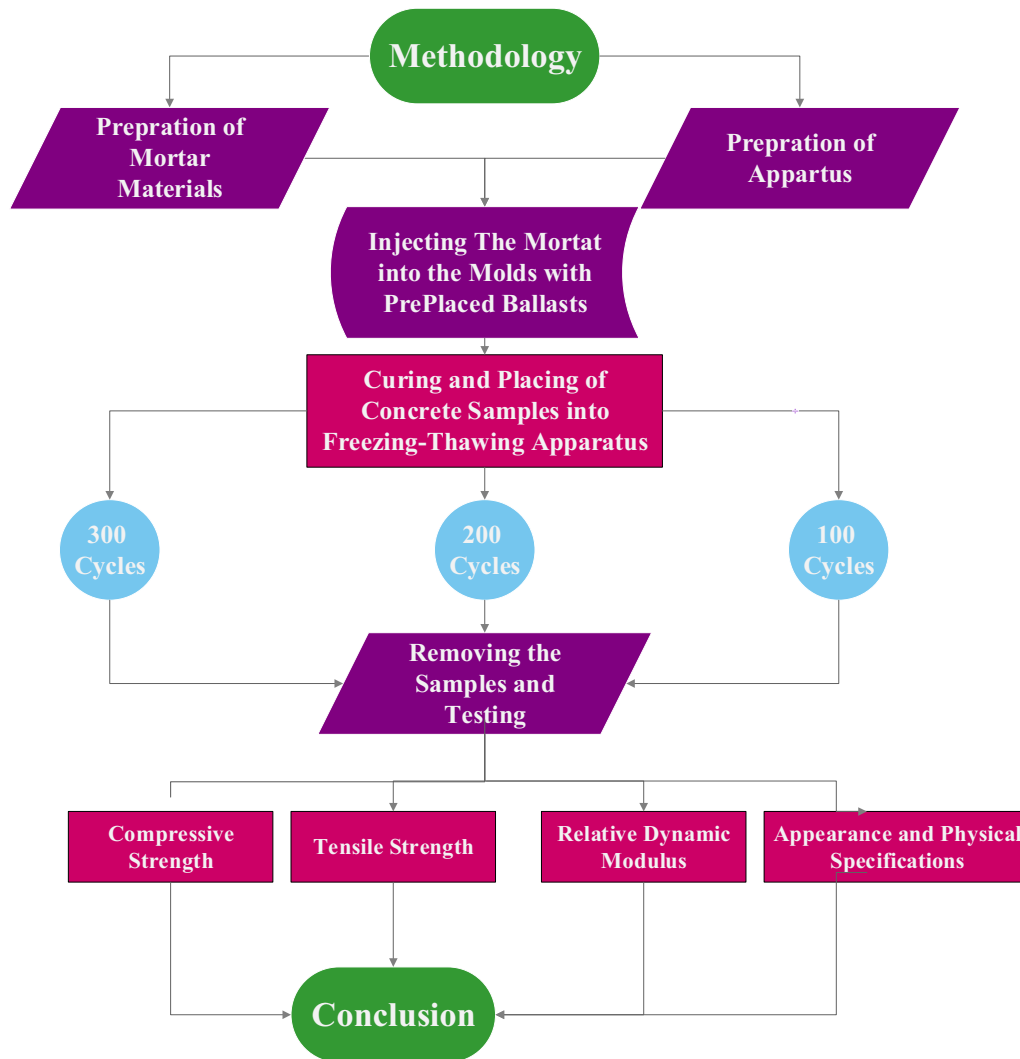 Methodology
Prepration of
Mortar
Materials
Prepration of
Appartus
Injecting The Mortat
into the Molds with
PrePlaced Ballasts
Curing and Placing of
Concrete Samples into
Freezing-Thawing Apparatus
300
Cycles
200
Cycles
100
Cycles
Removing the
Samples and
Testing
Compressive
Strength
Tensile Strength
Relative Dynamic
Modulus
Appearance and Physical
Specifications
Conclusion